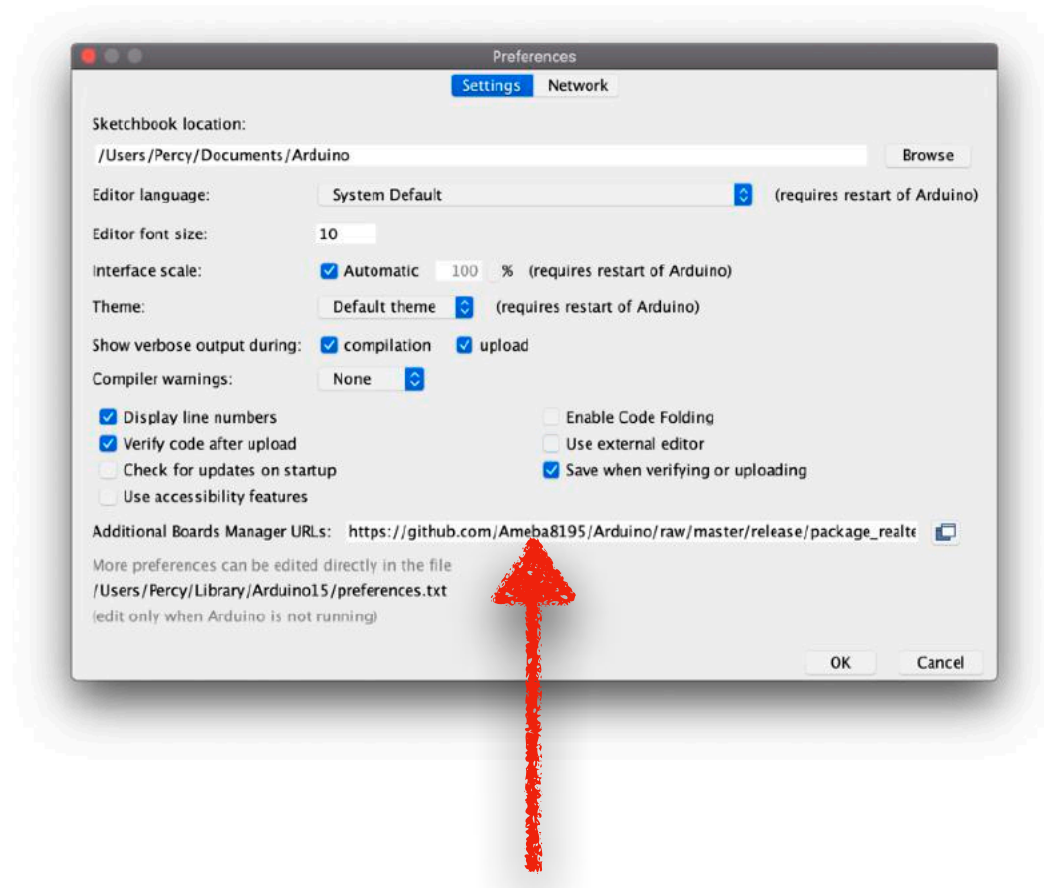 Preferences
Settings Network
Sketchbook location:
/Users/Percy/Documents/Arduino Browse
Editor language: System Default (requires restart of Arduino)
Editor font size: 10
Interface scale: Automatic 100 % (requires restart of Arduino)
Theme: Default theme (requires restart of Arduino)
Show verbose output during: compilation upload
Compiler warnings: None
Display line numbers Enable Code Folding
Verify code after upload Use external editor
Check for updates on startup Save when verifying or uploading
Use accessibility features
Additional Boards Manager URLs: https://github.com/Ameba8195/Arduino/raw/master/release/package_realte
More preferences can be edited directly in the file
/Users/Percy/Library/Arduino15/preferences.txt
(edit only when Arduino is not running)
OK Cancel